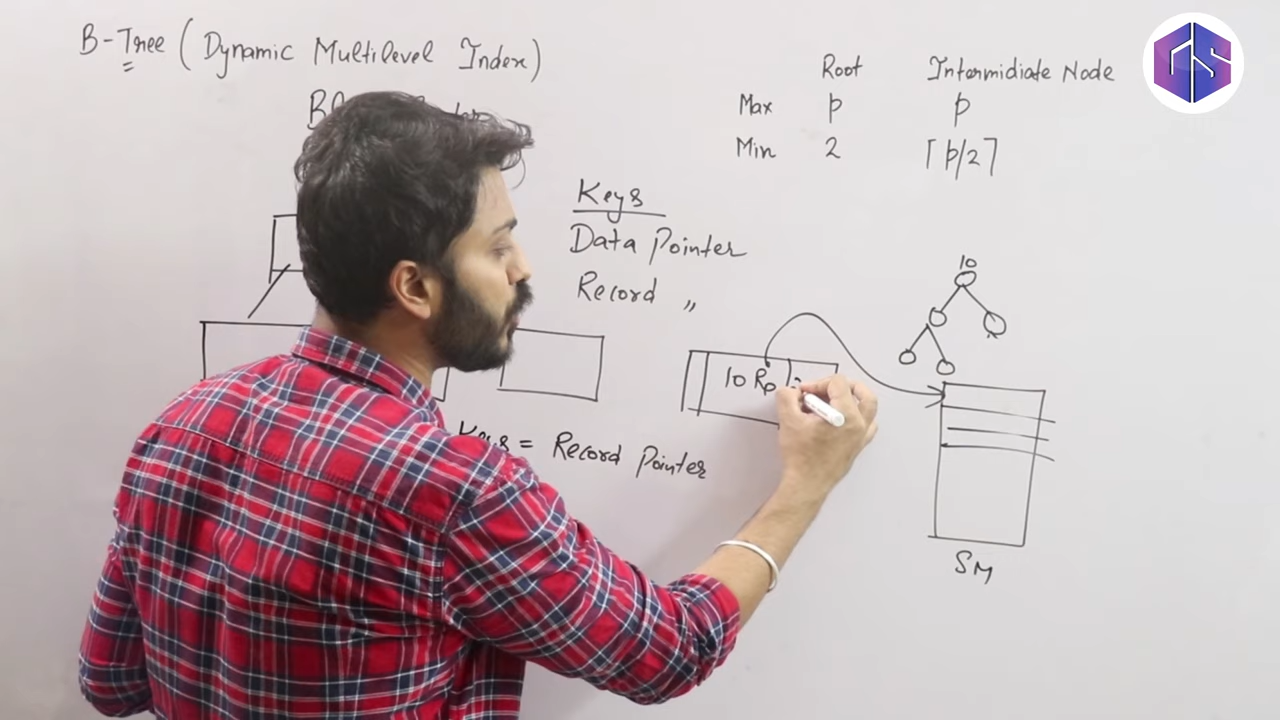 B-Tree (Dynamic Multilevel Index)
Root Intermidiate Node
Max p p
Min 2 ⌈p/2⌉
Keys
Data Pointer
Record "
10
10 Rp
Keys = Record Pointer
SM
GS